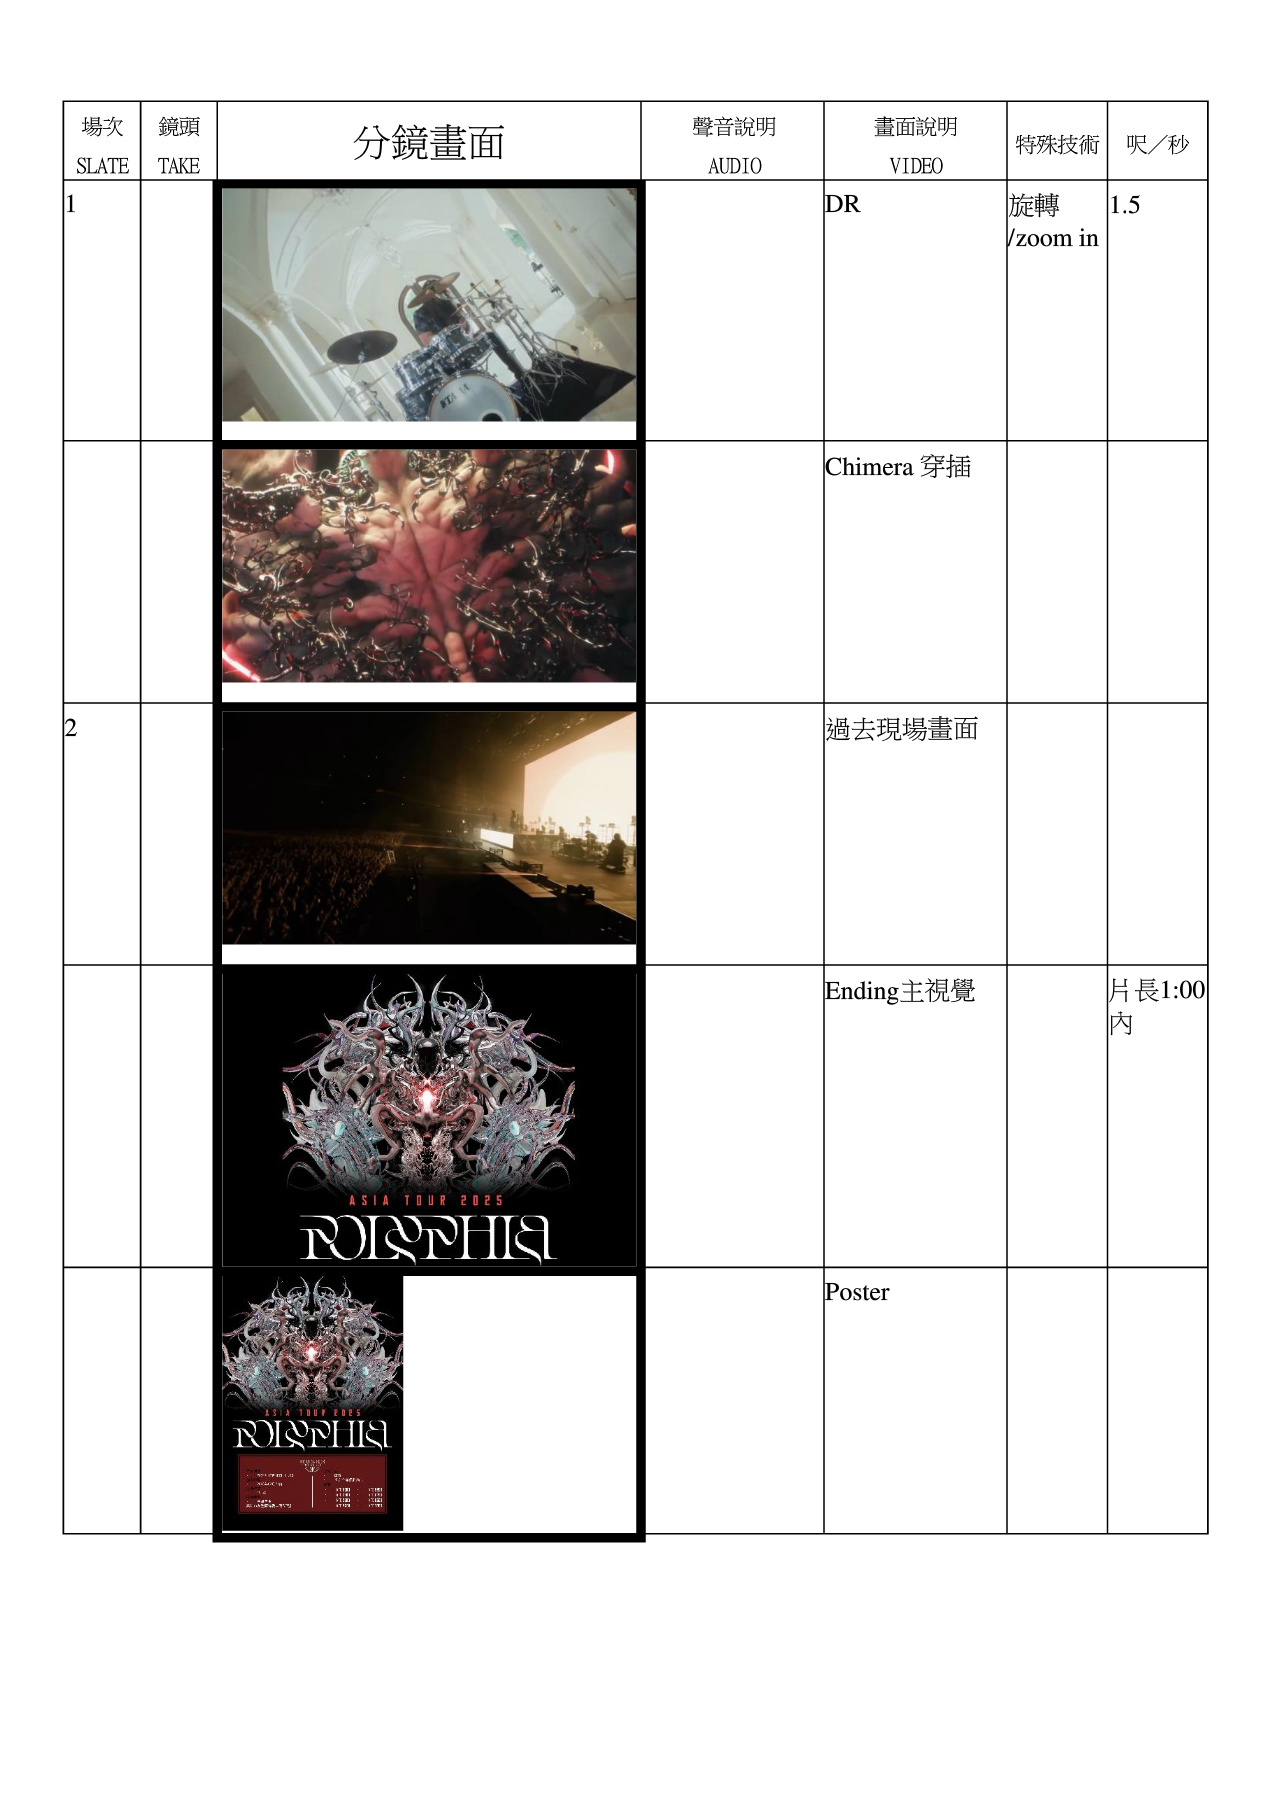 場次
SLATE
鏡頭
TAKE
分鏡畫面
聲音說明
AUDIO
畫面說明
VIDEO
特殊技術
呎／秒
1
DR
旋轉
/zoom in
1.5
Chimera 穿插
2
過去現場畫面
ASIA TOUR 2025
POLYPHIA
Ending主視覺
片長1:00
內
ASIA TOUR 2025
POLYPHIA
Poster